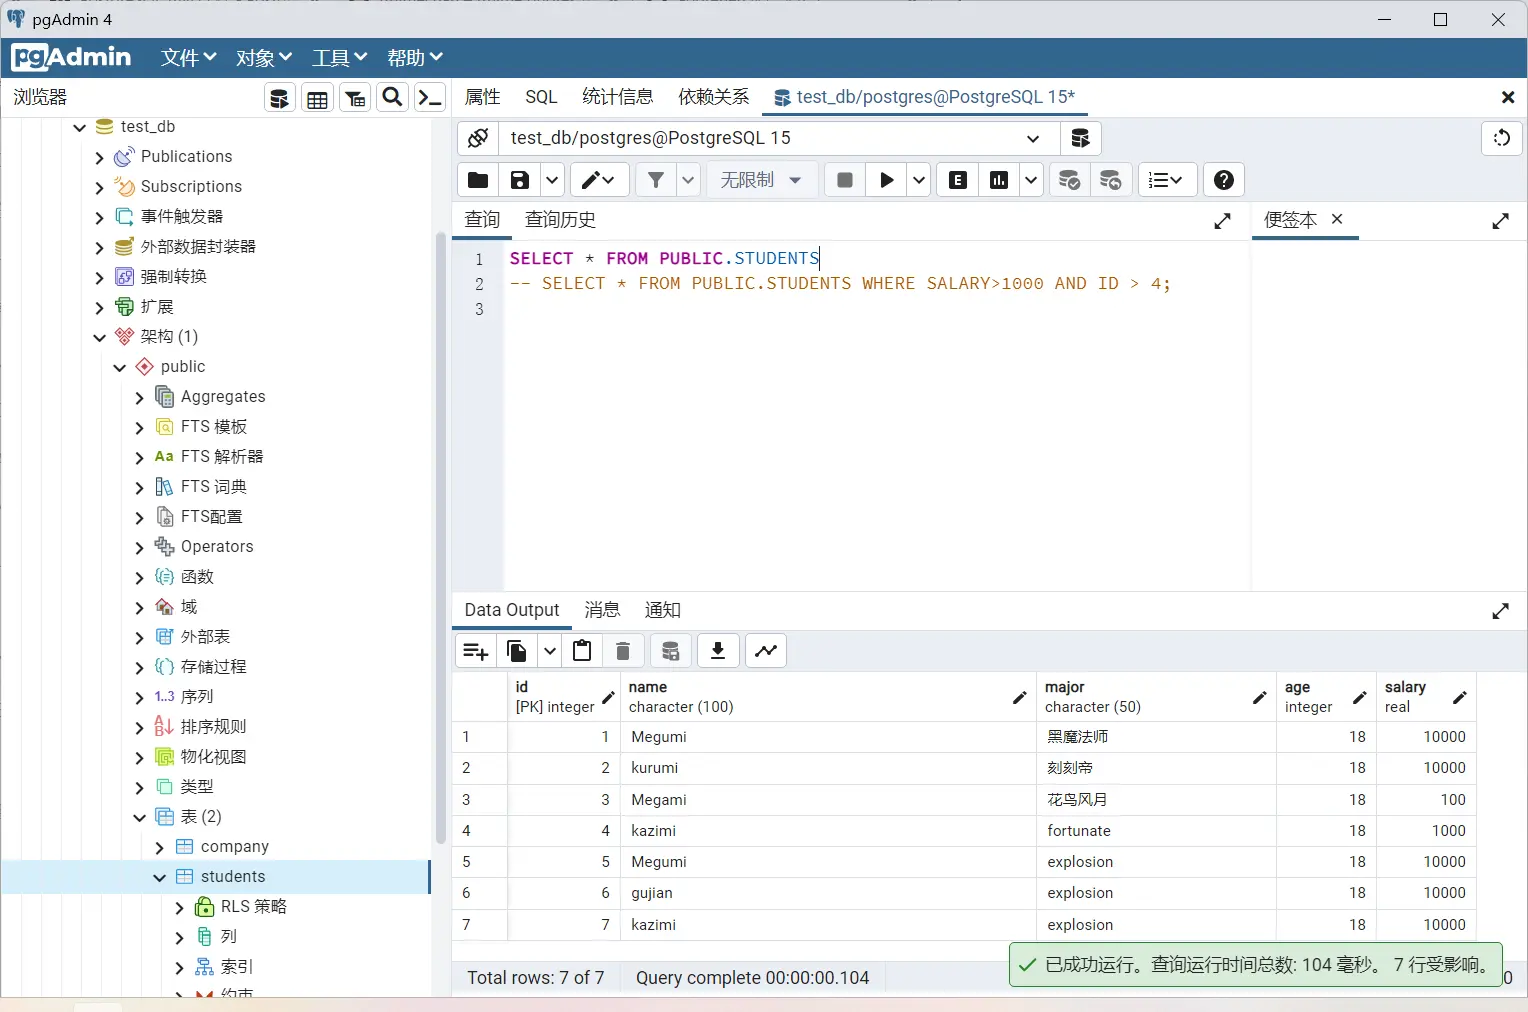 pgAdmin 4
pgAdmin 文件 对象 工具 帮助
浏览器
属性 SQL 统计信息 依赖关系 test_db/postgres@PostgreSQL 15*
test_db
Publications
Subscriptions
事件触发器
外部数据封装器
强制转换
扩展
架构 (1)
public
Aggregates
FTS 模板
Aa FTS 解析器
FTS 词典
FTS配置
Operators
函数
域
外部表
存储过程
1..3 序列
排序规则
物化视图
类型
表 (2)
company
students
RLS 策略
列
索引
约束
test_db/postgres@PostgreSQL 15
无限制 E
查询 查询历史 便签本
1 SELECT * FROM PUBLIC.STUDENTS
2 -- SELECT * FROM PUBLIC.STUDENTS WHERE SALARY>1000 AND ID > 4;
3
Data Output 消息 通知
id name major age salary
[PK] integer character (100) character (50) integer real
1 1 Megumi 黑魔法师 18 10000
2 2 kurumi 刻刻帝 18 10000
3 3 Megami 花鸟风月 18 100
4 4 kazimi fortunate 18 1000
5 5 Megumi explosion 18 10000
6 6 gujian explosion 18 10000
7 7 kazimi explosion 18 10000
已成功运行。查询运行时间总数: 104 毫秒。 7 行受影响。
Total rows: 7 of 7 Query complete 00:00:00.104